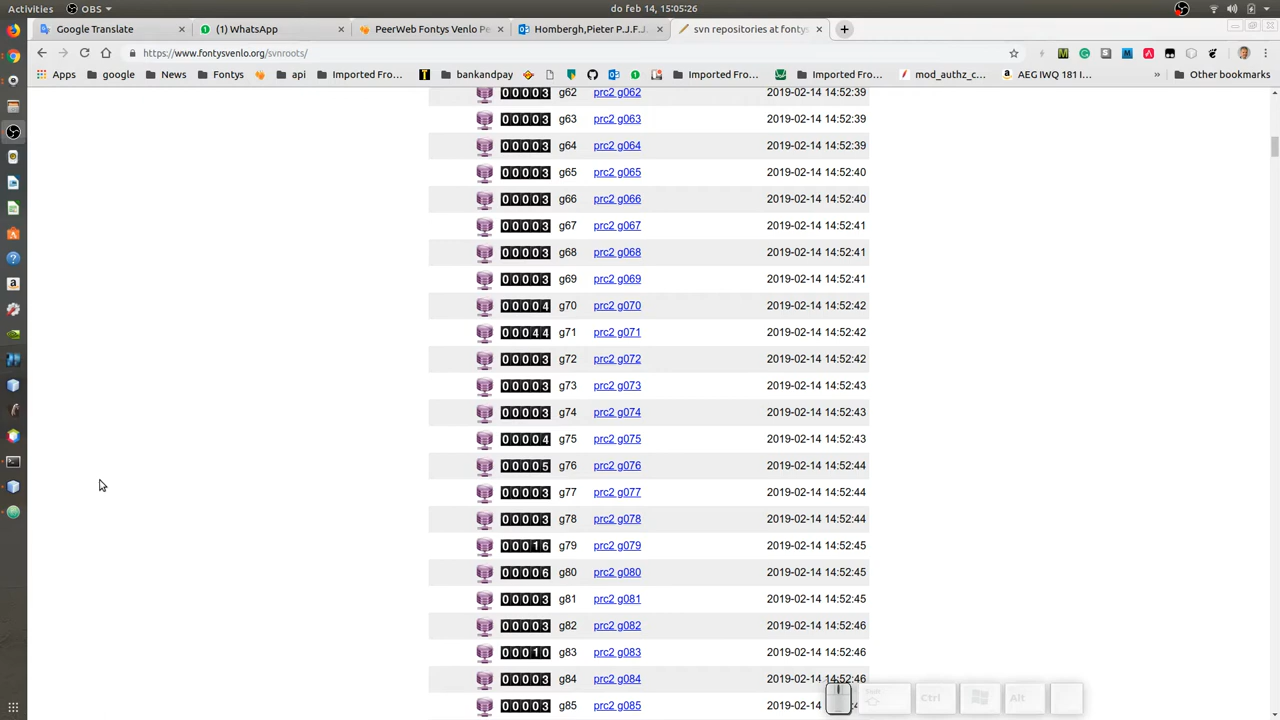 Activities OBS do Feb 14, 15:05:26
Google Translate × (1) WhatsApp × PeerWeb Fontys Venlo Pe × Hombergh,Pieter P.J.F. × svn repositories at fonty ×
https://www.fontysvenlo.org/svnroots/
Apps google News Fontys api Imported Fro… bankandpay Imported Fro… Imported Fro… mod_authz_c… AEG IWQ 181 I… » Other bookmarks
00003 g62 prc2 g062 2019-02-14 14:52:39
00003 g63 prc2 g063 2019-02-14 14:52:39
00003 g64 prc2 g064 2019-02-14 14:52:39
00003 g65 prc2 g065 2019-02-14 14:52:40
00003 g66 prc2 g066 2019-02-14 14:52:40
00003 g67 prc2 g067 2019-02-14 14:52:41
00003 g68 prc2 g068 2019-02-14 14:52:41
00003 g69 prc2 g069 2019-02-14 14:52:41
00004 g70 prc2 g070 2019-02-14 14:52:42
00044 g71 prc2 g071 2019-02-14 14:52:42
00003 g72 prc2 g072 2019-02-14 14:52:42
00003 g73 prc2 g073 2019-02-14 14:52:43
00003 g74 prc2 g074 2019-02-14 14:52:43
00004 g75 prc2 g075 2019-02-14 14:52:43
00005 g76 prc2 g076 2019-02-14 14:52:44
00003 g77 prc2 g077 2019-02-14 14:52:44
00003 g78 prc2 g078 2019-02-14 14:52:44
00016 g79 prc2 g079 2019-02-14 14:52:45
00006 g80 prc2 g080 2019-02-14 14:52:45
00003 g81 prc2 g081 2019-02-14 14:52:45
00003 g82 prc2 g082 2019-02-14 14:52:46
00010 g83 prc2 g083 2019-02-14 14:52:46
00003 g84 prc2 g084 2019-02-14 14:52:46
00003 g85 prc2 g085 2019-02-14
Ctrl Alt